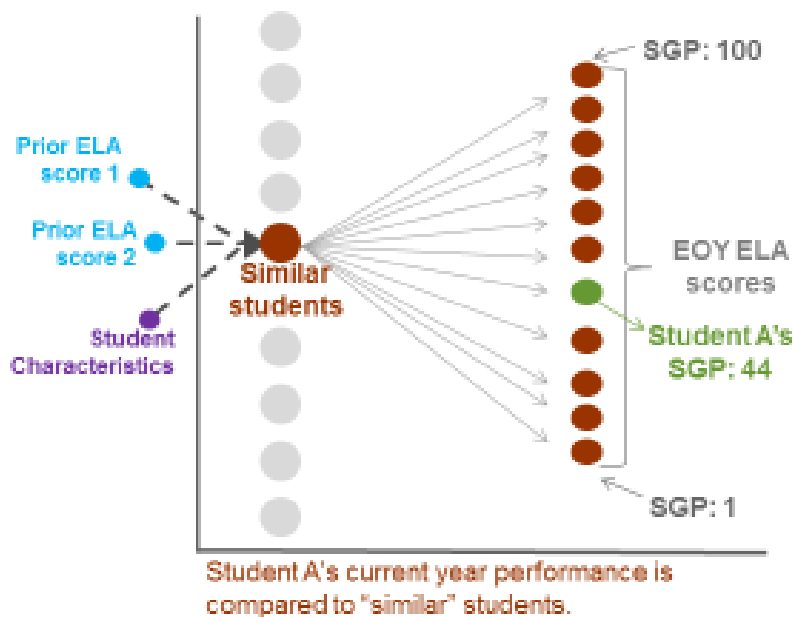 SGP: 100
Prior ELA
score 1
Prior ELA
score 2
Similar
students
EOY ELA
scores
Student A's
SGP: 44
Student
Characteristics
SGP: 1
Student A's current year performance is
compared to “similar” students.